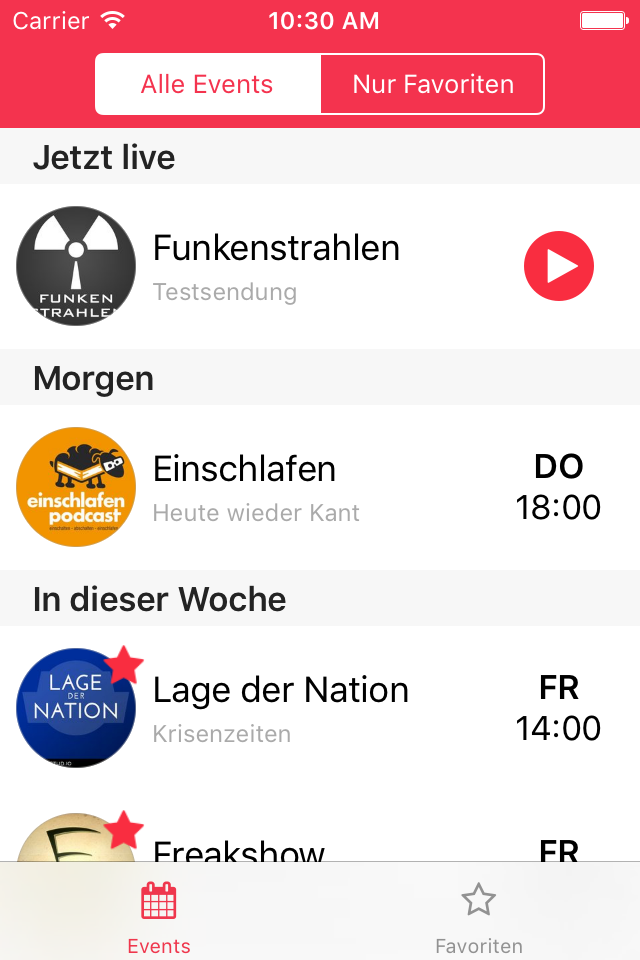 Carrier 10:30 AM
Alle Events Nur Favoriten
Jetzt live
FUNKEN
STRAHLEN
Funkenstrahlen
Testsendung
Morgen
einschlafen
podcast
Einschlafen
Heute wieder Kant
DO
18:00
In dieser Woche
LAGE
DER
NATION
Lage der Nation
Krisenzeiten
FR
14:00
Freakshow
FR
Events Favoriten